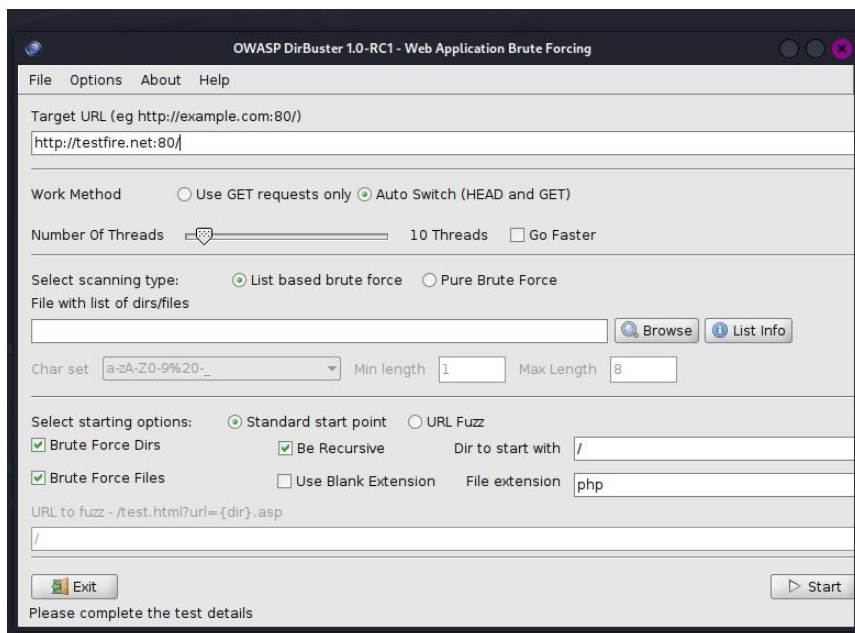 OWASP DirBuster 1.0-RC1 - Web Application Brute Forcing
File Options About Help
Target URL (eg http://example.com:80/)
http://testfire.net:80/
Work Method Use GET requests only Auto Switch (HEAD and GET)
Number Of Threads 10 Threads Go Faster
Select scanning type: List based brute force Pure Brute Force
File with list of dirs/files
Browse List Info
Char set a-zA-Z0-9%20-_ Min length 1 Max Length 8
Select starting options: Standard start point URL Fuzz
Brute Force Dirs Be Recursive Dir to start with /
Brute Force Files Use Blank Extension File extension php
URL to fuzz - /test.html?url={dir}.asp
/
Exit Start
Please complete the test details